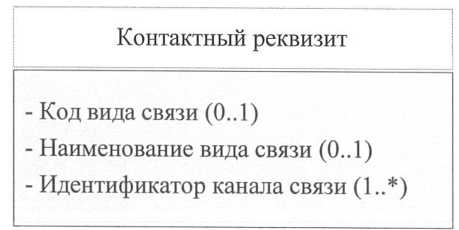 Контактный реквизит
- Код вида связи (0..1)
- Наименование вида связи (0..1)
- Идентификатор канала связи (1..*)